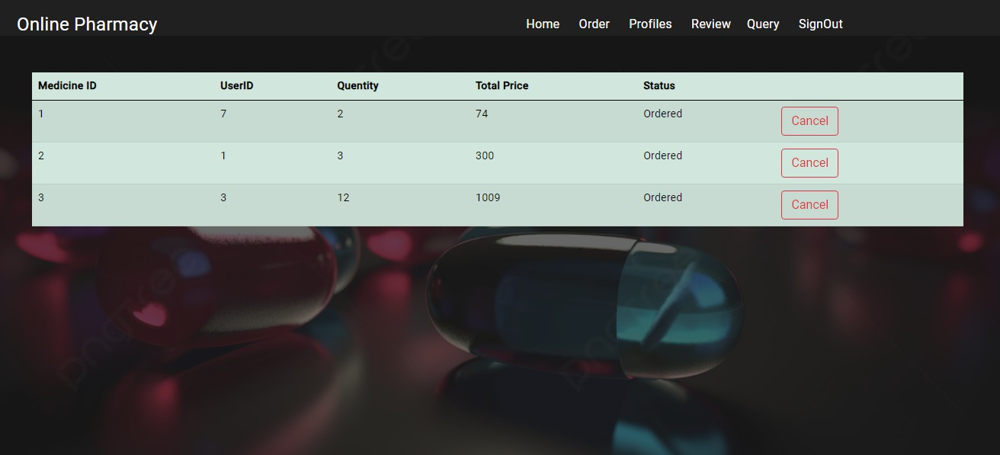 Online Pharmacy Home Order Profiles Review Query SignOut
Medicine ID UserID Quentity Total Price Status
1 7 2 74 Ordered Cancel
2 1 3 300 Ordered Cancel
3 3 12 1009 Ordered Cancel
pngtree